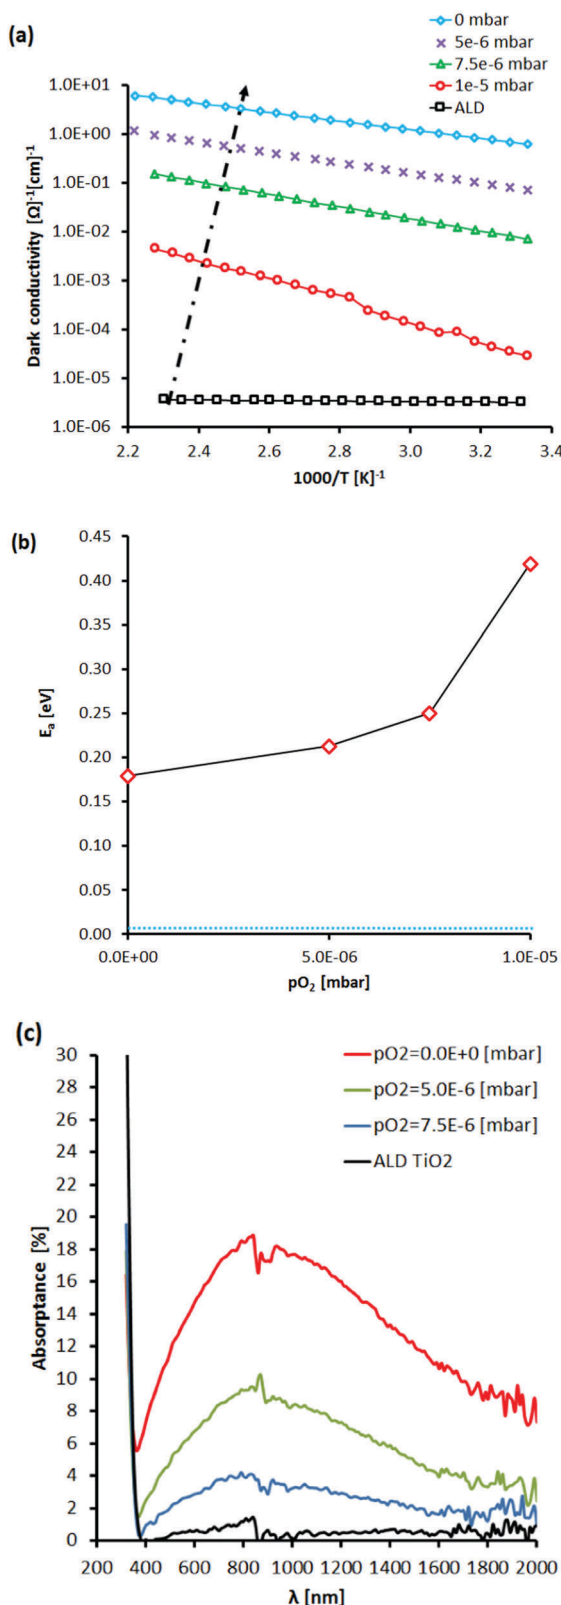 (a)
0 mbar
5e-6 mbar
7.5e-6 mbar
1e-5 mbar
ALD
Dark conductivity [Ω]-1[cm]-1
1.0E+01
1.0E+00
1.0E-01
1.0E-02
1.0E-03
1.0E-04
1.0E-05
1.0E-06
2.2 2.4 2.6 2.8 3.0 3.2 3.4
1000/T [K]-1
(b)
Ea [eV]
0.45
0.40
0.35
0.30
0.25
0.20
0.15
0.10
0.05
0.00
0.0E+00 5.0E-06 1.0E-05
pO2 [mbar]
(c)
pO2=0.0E+0 [mbar]
pO2=5.0E-6 [mbar]
pO2=7.5E-6 [mbar]
ALD TiO2
Absorptance [%]
30
28
26
24
22
20
18
16
14
12
10
8
6
4
2
0
200 400 600 800 1000 1200 1400 1600 1800 2000
λ [nm]